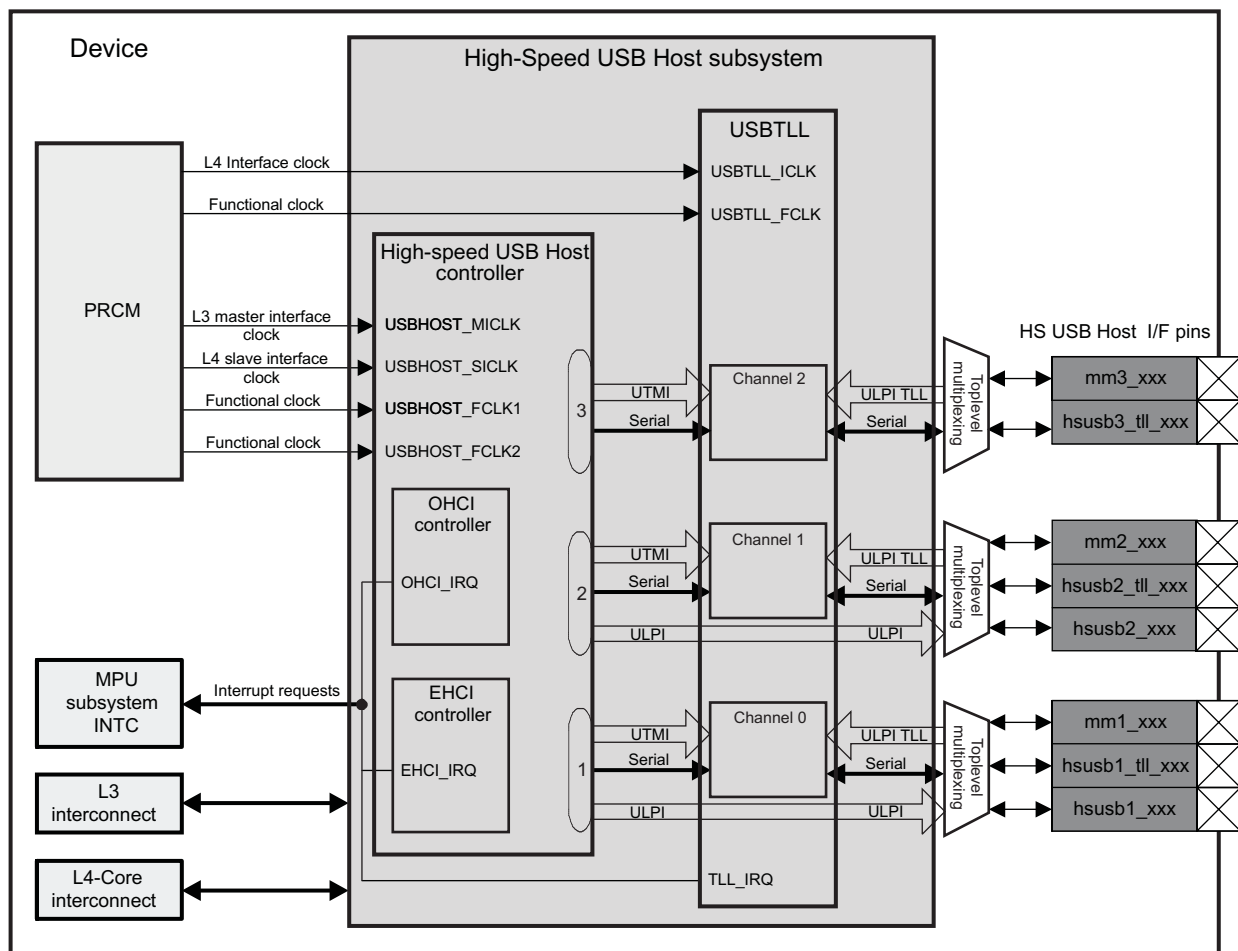 Device
High-Speed USB Host subsystem
USBTLL
L4 Interface clock
USBTLL_ICLK
Functional clock
USBTLL_FCLK
PRCM
High-speed USB Host
controller
L3 master interface
clock
USBHOST_MICLK
L4 slave interface
clock
USBHOST_SICLK
Functional clock
USBHOST_FCLK1
Functional clock
USBHOST_FCLK2
HS USB Host I/F pins
3
UTMI
Serial
Channel 2
ULPI TLL
Serial
Toplevel
multiplexing
mm3_xxx
hsusb3_tll_xxx
OHCI
controller
OHCI_IRQ
2
UTMI
Serial
ULPI
Channel 1
ULPI TLL
Serial
ULPI
Toplevel
multiplexing
mm2_xxx
hsusb2_tll_xxx
hsusb2_xxx
MPU
subsystem
INTC
Interrupt requests
EHCI
controller
EHCI_IRQ
1
UTMI
Serial
ULPI
Channel 0
ULPI TLL
Serial
ULPI
Toplevel
multiplexing
mm1_xxx
hsusb1_tll_xxx
hsusb1_xxx
L3
interconnect
L4-Core
interconnect
TLL_IRQ